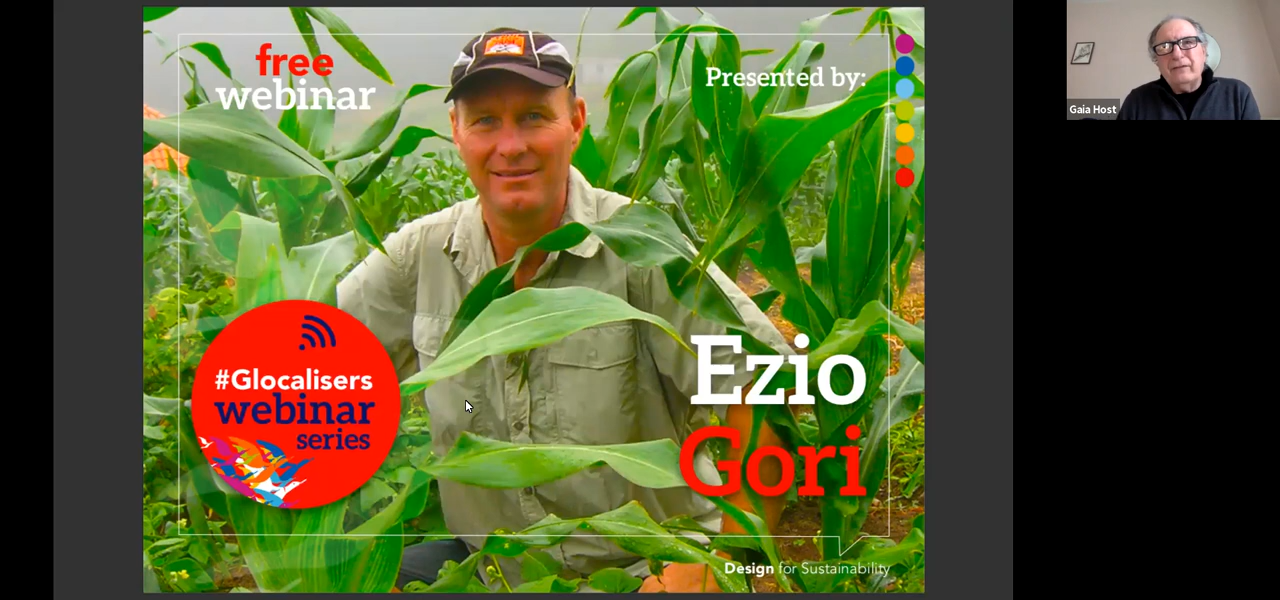 free
webinar
Presented by:
Gaia Host
#Glocalisers
webinar
series
Ezio
Gori
Design for Sustainability